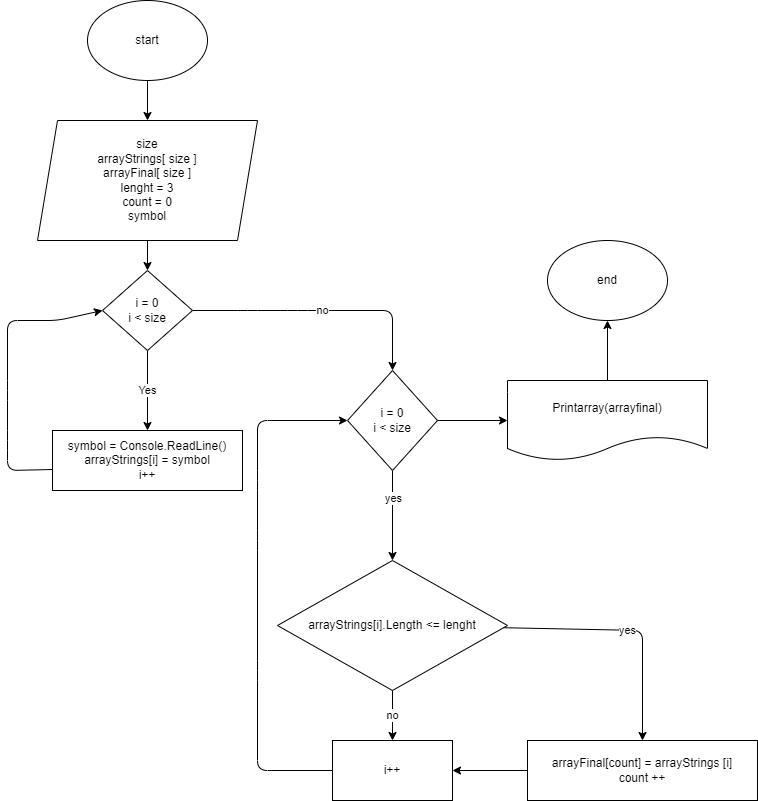 start
size
arrayStrings[ size ]
arrayFinal[ size ]
lenght = 3
count = 0
symbol
i = 0
i < size
no
Yes
symbol = Console.ReadLine()
arrayStrings[i] = symbol
i++
i = 0
i < size
end
Printarray(arrayfinal)
yes
arrayStrings[i].Length <= lenght
yes
no
i++
arrayFinal[count] = arrayStrings [i]
count ++